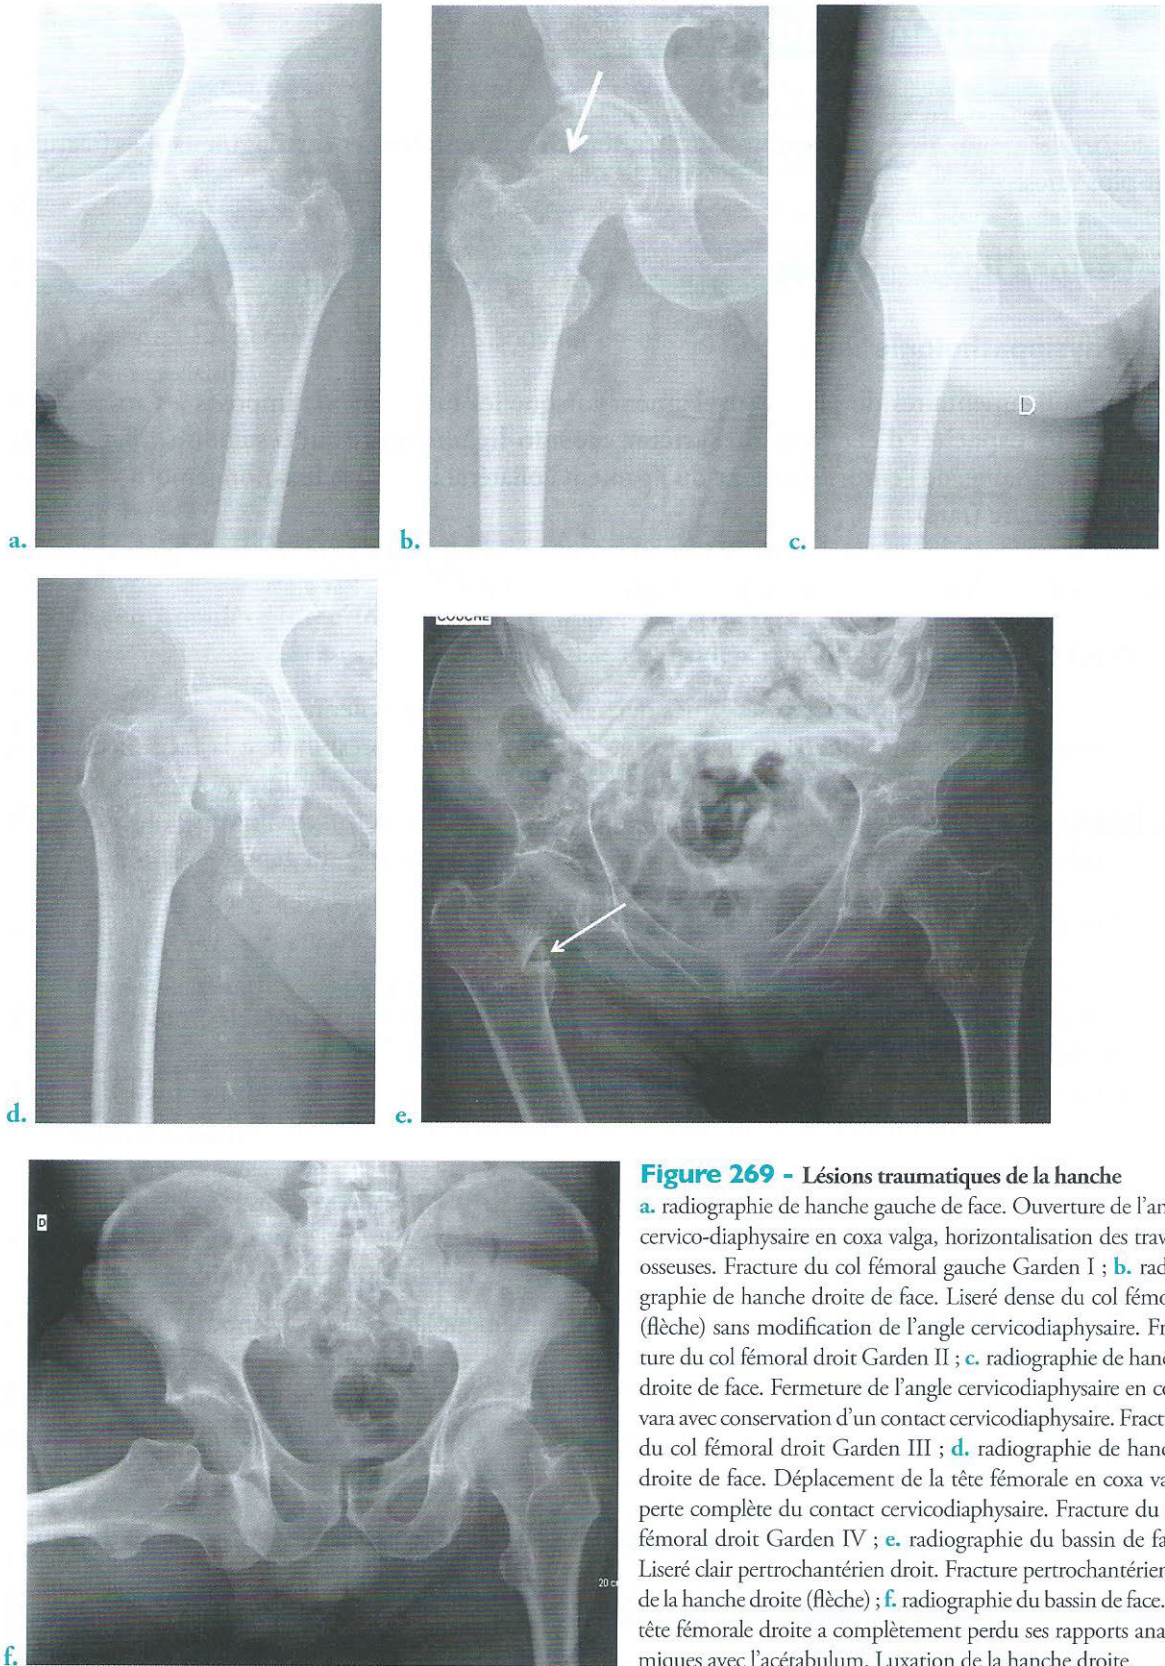 a.
b.
D
c.
d.
COUCHE
e.
D
20 cm
f.
Figure 269 - Lésions traumatiques de la hanche
a. radiographie de hanche gauche de face. Ouverture de l'an
cervico-diaphysaire en coxa valga, horizontalisation des trav
osseuses. Fracture du col fémoral gauche Garden I ; b. rad
graphie de hanche droite de face. Liseré dense du col fémo
(flèche) sans modification de l'angle cervicodiaphysaire. Fr
ture du col fémoral droit Garden II ; c. radiographie de han
droite de face. Fermeture de l'angle cervicodiaphysaire en co
vara avec conservation d'un contact cervicodiaphysaire. Fractu
du col fémoral droit Garden III ; d. radiographie de han
droite de face. Déplacement de la tête fémorale en coxa va
perte complète du contact cervicodiaphysaire. Fracture du
fémoral droit Garden IV ; e. radiographie du bassin de fa
Liseré clair pertrochantérien droit. Fracture pertrochantérien
de la hanche droite (flèche) ; f. radiographie du bassin de face.
tête fémorale droite a complètement perdu ses rapports ana
miques avec l'acétabulum. Luxation de la hanche droite